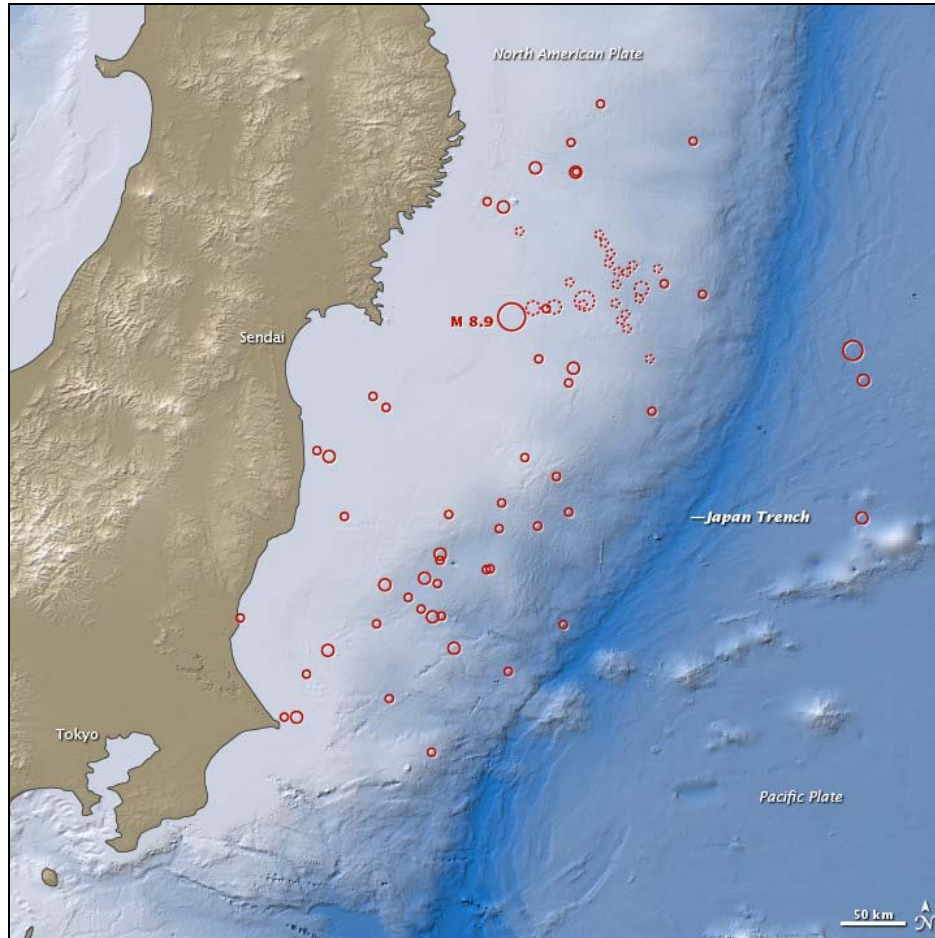 North American Plate
M 8.9
Sendai
—Japan Trench
Tokyo
Pacific Plate
50 km
N